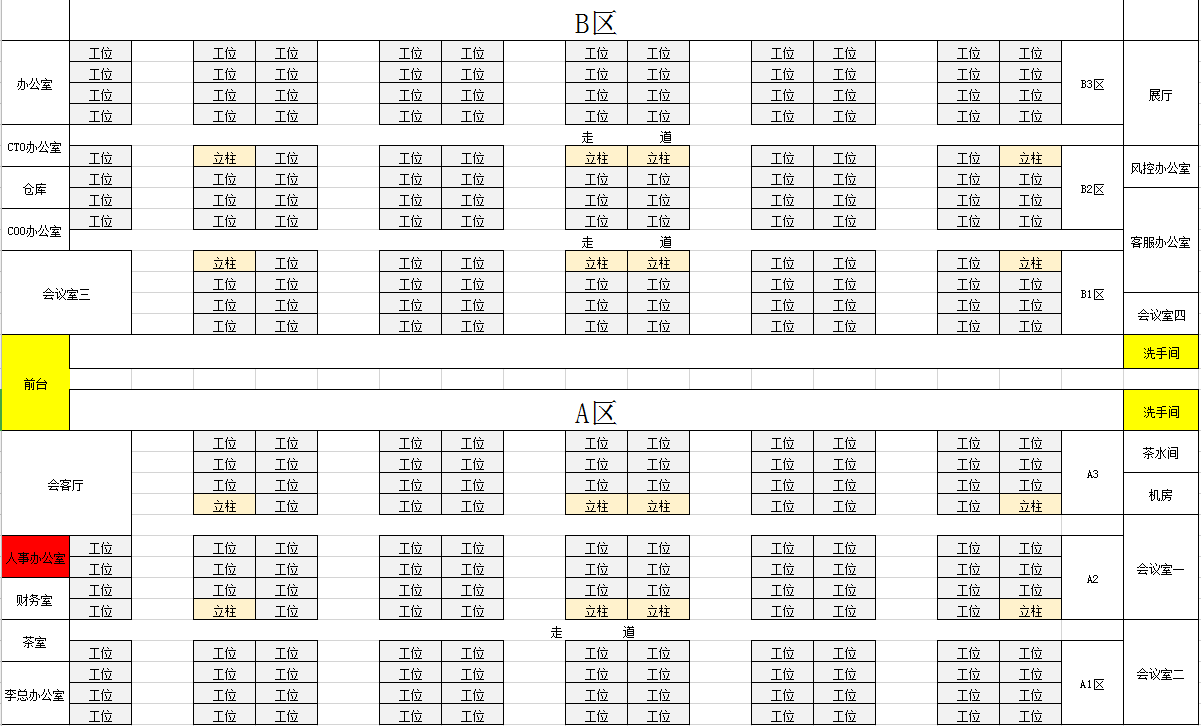 B区
工位 工位 工位 工位 工位 工位 工位 工位 工位 工位 工位
工位 工位 工位 工位 工位 工位 工位 工位 工位 工位 工位
办公室 B3区
工位 工位 工位 工位 工位 工位 工位 工位 工位 工位 工位 展厅
工位 工位 工位 工位 工位 工位 工位 工位 工位 工位 工位
走 道
CTO办公室
工位 立柱 工位 工位 工位 立柱 立柱 工位 工位 工位 立柱
风控办公室
工位 工位 工位 工位 工位 工位 工位 工位 工位 工位 工位
仓库 B2区
工位 工位 工位 工位 工位 工位 工位 工位 工位 工位 工位
工位 工位 工位 工位 工位 工位 工位 工位 工位 工位 工位
COO办公室
走 道 客服办公室
立柱 工位 工位 工位 立柱 立柱 工位 工位 工位 立柱
工位 工位 工位 工位 工位 工位 工位 工位 工位 工位
会议室三 B1区
工位 工位 工位 工位 工位 工位 工位 工位 工位 工位
会议室四
工位 工位 工位 工位 工位 工位 工位 工位 工位 工位
洗手间
前台
A区 洗手间
工位 工位 工位 工位 工位 工位 工位 工位 工位 工位
茶水间
工位 工位 工位 工位 工位 工位 工位 工位 工位 工位
A3
会客厅 工位 工位 工位 工位 工位 工位 工位 工位 工位 工位
机房
立柱 工位 工位 工位 立柱 立柱 工位 工位 工位 立柱
工位 工位 工位 工位 工位 工位 工位 工位 工位 工位 工位
人事办公室
工位 工位 工位 工位 工位 工位 工位 工位 工位 工位 工位 会议室一
A2
工位 工位 工位 工位 工位 工位 工位 工位 工位 工位 工位
财务室
工位 立柱 工位 工位 工位 立柱 立柱 工位 工位 工位 立柱
走 道
茶室
工位 工位 工位 工位 工位 工位 工位 工位 工位 工位 工位
工位 工位 工位 工位 工位 工位 工位 工位 工位 工位 工位 会议室二
A1区
李总办公室 工位 工位 工位 工位 工位 工位 工位 工位 工位 工位 工位
工位 工位 工位 工位 工位 工位 工位 工位 工位 工位 工位